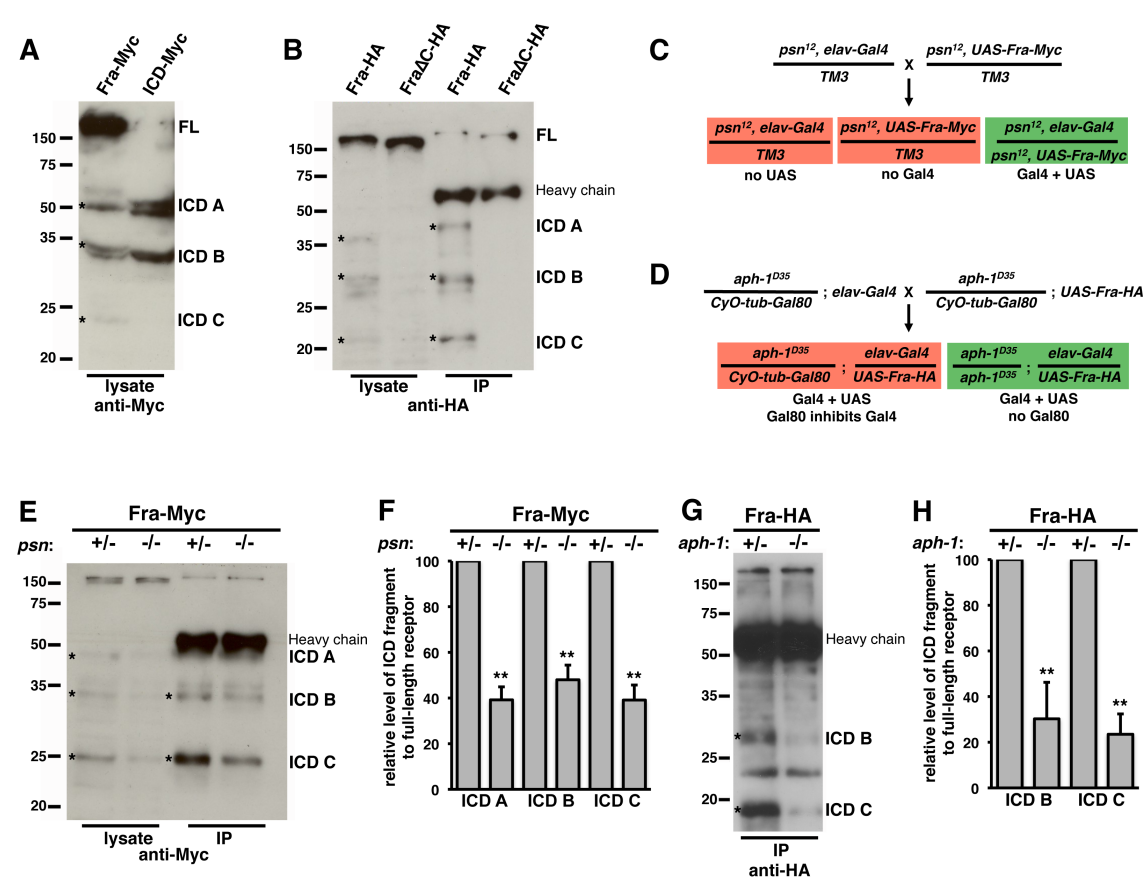 A
Fra-Myc
ICD-Myc
150
75
50
35
25
20
FL
* ICD A
* ICD B
* ICD C
lysate
anti-Myc
B
Fra-HA
FraΔC-HA
Fra-HA
FraΔC-HA
150
75
50
35
25
20
FL
Heavy chain
* ICD A
* * ICD B
* * ICD C
lysate IP
anti-HA
C
psn¹², elav-Gal4 X psn¹², UAS-Fra-Myc
TM3 TM3
psn¹², elav-Gal4 psn¹², UAS-Fra-Myc psn¹², elav-Gal4
TM3 TM3 psn¹², UAS-Fra-Myc
no UAS no Gal4 Gal4 + UAS
D
aph-1ᴰ³⁵ ; elav-Gal4 X aph-1ᴰ³⁵ ; UAS-Fra-HA
CyO-tub-Gal80 CyO-tub-Gal80
aph-1ᴰ³⁵ ; elav-Gal4 aph-1ᴰ³⁵ ; elav-Gal4
CyO-tub-Gal80 UAS-Fra-HA aph-1ᴰ³⁵ UAS-Fra-HA
Gal4 + UAS Gal4 + UAS
Gal80 inhibits Gal4 no Gal80
E
Fra-Myc
psn: +/- -/- +/- -/-
150
75
50
35
25
20
Heavy chain
* ICD A
* * ICD B
* * ICD C
lysate IP
anti-Myc
F
Fra-Myc
psn: +/- -/- +/- -/- +/- -/-
relative level of ICD fragment
to full-length receptor
100
80
60
40
20
0
** ** **
ICD A ICD B ICD C
G
Fra-HA
aph-1: +/- -/-
150
75
50
35
25
20
Heavy chain
* ICD B
* ICD C
IP
anti-HA
H
Fra-HA
aph-1: +/- -/- +/- -/-
relative level of ICD fragment
to full-length receptor
100
80
60
40
20
0
** **
ICD B ICD C